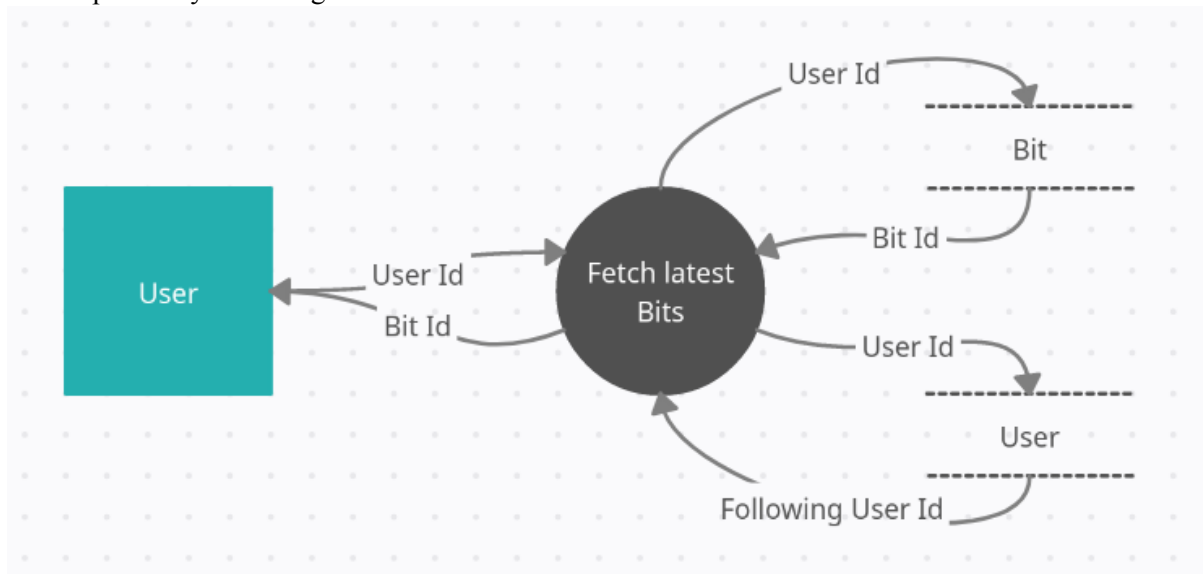 User Id
Bit
User
User Id
Bit Id
Fetch latest
Bits
Bit Id
User Id
User
Following User Id